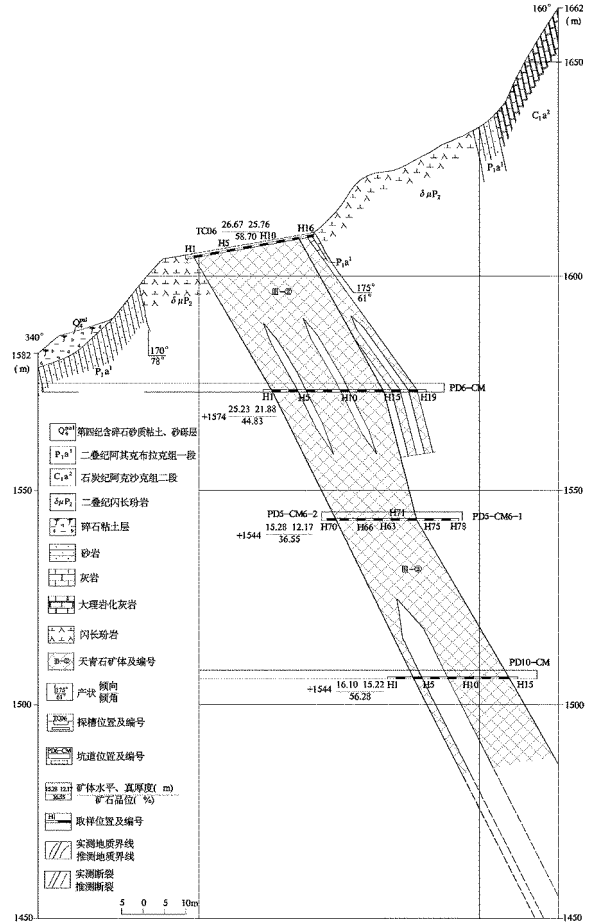 160°
1662
(m)
1650
C₁a²
P₁a¹
δμP₂
26.67 25.76
TC06
58.70
H16
H10
H5
H1
P₁a¹
1600
175°
61°
Ⅲ-②
δμP₂
Q₄ᵖᵃˡ
340°
170°
78°
1582
(m)
P₁a¹
PD6-CM
H1 H5 H10 H15 H19
+1574
25.23 21.88
44.83
Q₄ᵖᵃˡ 第四纪含碎石砂质粘土、砂砾层
P₁a¹ 二叠纪阿其克布拉克组一段
C₁a² 石炭纪阿克沙克组二段
δμP₂ 二叠纪闪长玢岩
碎石粘土层
砂岩
灰岩
大理岩化灰岩
闪长玢岩
Ⅲ-② 天青石矿体及编号
175°
61°
产状 倾向
倾角
TC06 探槽位置及编号
PD6-CM 坑道位置及编号
15.28 12.17
36.55
矿体水平、真厚度( m)
矿石品位( %)
H1 取样位置及编号
实测地质界线
推测地质界线
实测断裂
推测断裂
1550
PD5-CM6-2
H71
PD5-CM6-1
H70 H66 H63 H75 H78
+1544
15.28 12.17
36.55
Ⅲ-②
PD10-CM
H1 H5 H10 H15
+1544
16.10 15.22
56.28
1500
5 0 5 10m
1450
1450